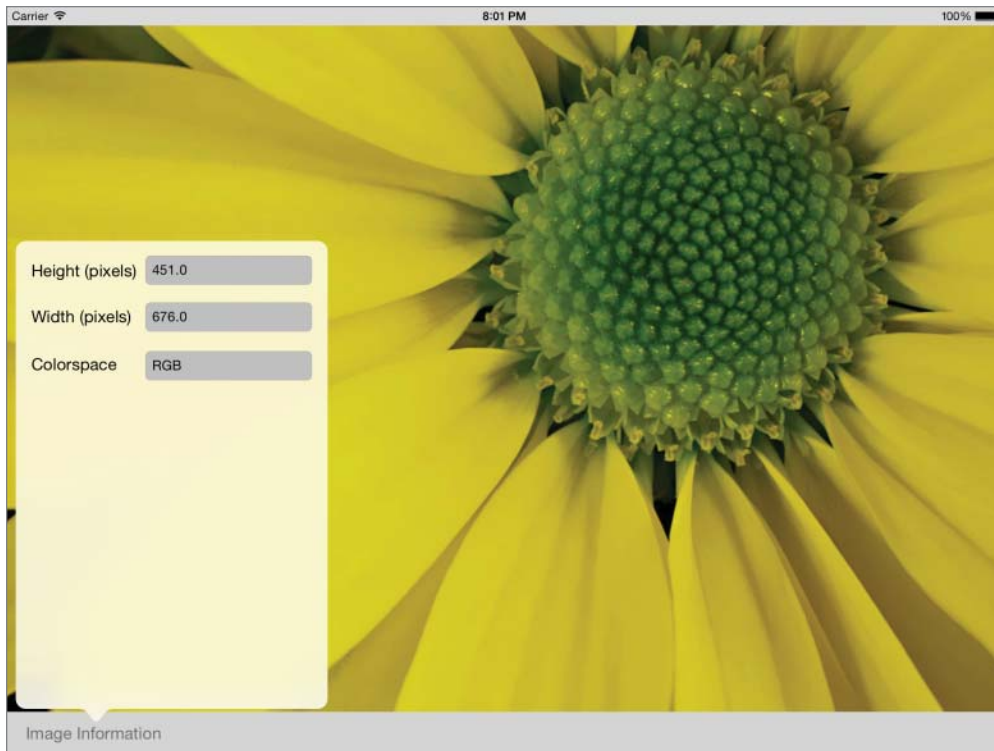 Carrier 8:01 PM 100%
Height (pixels) 451.0
Width (pixels) 676.0
Colorspace RGB
Image Information